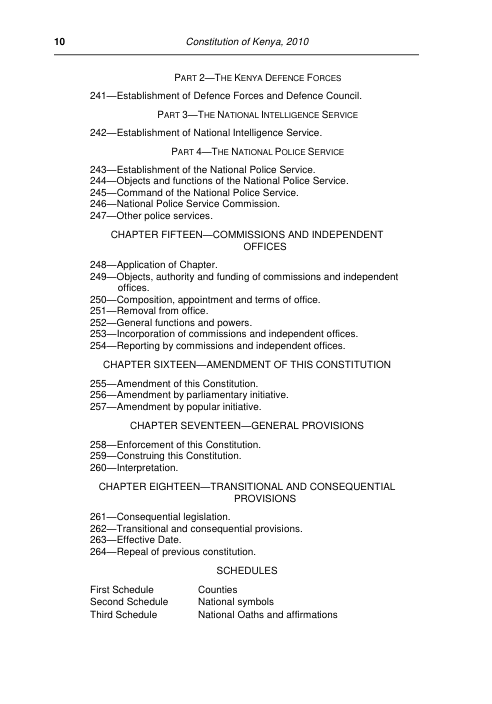 10 Constitution of Kenya, 2010
PART 2—THE KENYA DEFENCE FORCES
241—Establishment of Defence Forces and Defence Council.
PART 3—THE NATIONAL INTELLIGENCE SERVICE
242—Establishment of National Intelligence Service.
PART 4—THE NATIONAL POLICE SERVICE
243—Establishment of the National Police Service.
244—Objects and functions of the National Police Service.
245—Command of the National Police Service.
246—National Police Service Commission.
247—Other police services.
CHAPTER FIFTEEN—COMMISSIONS AND INDEPENDENT
OFFICES
248—Application of Chapter.
249—Objects, authority and funding of commissions and independent
offices.
250—Composition, appointment and terms of office.
251—Removal from office.
252—General functions and powers.
253—Incorporation of commissions and independent offices.
254—Reporting by commissions and independent offices.
CHAPTER SIXTEEN—AMENDMENT OF THIS CONSTITUTION
255—Amendment of this Constitution.
256—Amendment by parliamentary initiative.
257—Amendment by popular initiative.
CHAPTER SEVENTEEN—GENERAL PROVISIONS
258—Enforcement of this Constitution.
259—Construing this Constitution.
260—Interpretation.
CHAPTER EIGHTEEN—TRANSITIONAL AND CONSEQUENTIAL
PROVISIONS
261—Consequential legislation.
262—Transitional and consequential provisions.
263—Effective Date.
264—Repeal of previous constitution.
SCHEDULES
First Schedule Counties
Second Schedule National symbols
Third Schedule National Oaths and affirmations